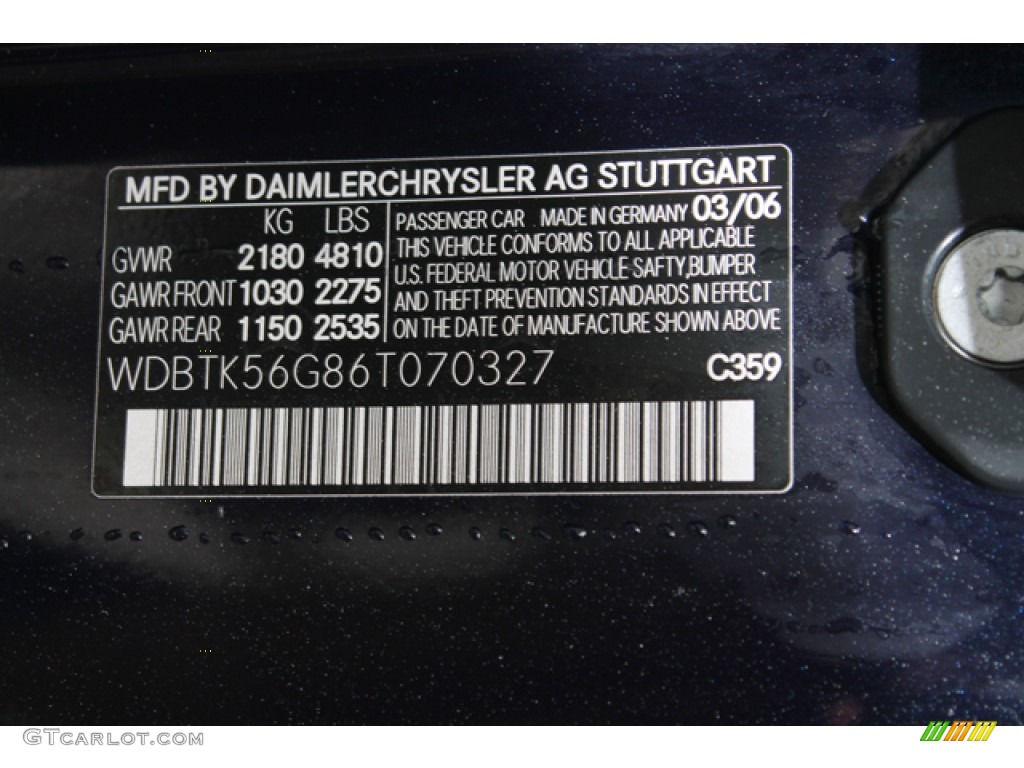 MFD BY DAIMLERCHRYSLER AG STUTTGART
KG LBS
GVWR 2180 4810
GAWR FRONT 1030 2275
GAWR REAR 1150 2535
PASSENGER CAR . MADE IN GERMANY 03/06
THIS VEHICLE CONFORMS TO ALL APPLICABLE
U.S. FEDERAL MOTOR VEHICLE SAFTY,BUMPER
AND THEFT PREVENTION STANDARDS IN EFFECT
ON THE DATE OF MANUFACTURE SHOWN ABOVE
WDBTK56G86T070327 C359
GTCarlot.com